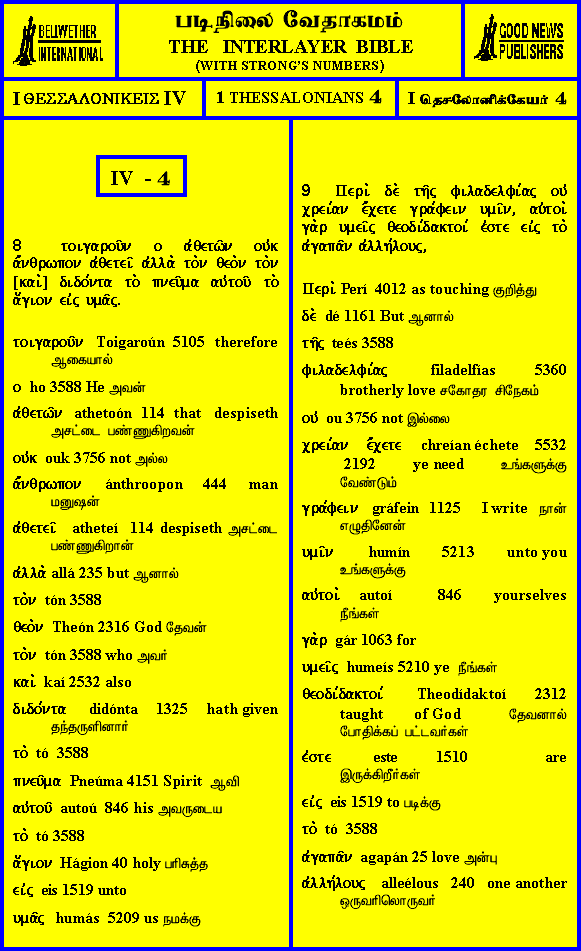 BELLWETHER
INTERNATIONAL
படிநிலை வேதாகமம்
THE INTERLAYER BIBLE
(WITH STRONG'S NUMBERS)
GOOD NEWS
PUBLISHERS
I ΘΕΣΣΑΛΟΝΙΚΕΙΣ IV
1 THESSALONIANS 4
I தெசலோனிக்கேயர் 4
IV - 4
8 τοιγαροῦν ο ἀθετῶν οὐκ
ἄνθρωπον ἀθετεῖ ἀλλὰ τὸν θεὸν τὸν
[καὶ] διδόντα τὸ πνεῦμα αὐτοῦ τὸ
ἅγιον εἰς υμᾶς.
τοιγαροῦν Toigaroún 5105 therefore
ஆகையால்
ο ho 3588 He அவன்
ἀθετῶν athetoón 114 that despiseth
அசட்டை பண்ணுகிறவன்
οὐκ ouk 3756 not அல்ல
ἄνθρωπον ánthroopon 444 man
மனுஷன்
ἀθετεῖ atheteí 114 despiseth அசட்டை
பண்ணுகிறான்
ἀλλὰ allá 235 but ஆனால்
τὸν tón 3588
θεὸν Theón 2316 God தேவன்
τὸν tón 3588 who அவர்
καὶ kaí 2532 also
διδόντα didónta 1325 hath given
தந்தருளினார்
τὸ tó 3588
πνεῦμα Pneúma 4151 Spirit ஆவி
αὐτοῦ autoú 846 his அவருடைய
τὸ tó 3588
ἅγιον Hágion 40 holy பரிசுத்த
εἰς eis 1519 unto
υμᾶς humás 5209 us நமக்கு
9 Περὶ δὲ τῆς φιλαδελφίας οὐ
χρείαν ἔχετε γράφειν υμῖν, αὐτοὶ
γὰρ υμεῖς θεοδίδακτοί ἐστε εἰς τὸ
ἀγαπᾶν ἀλλήλους,
Περὶ Perí 4012 as touching குறித்து
δὲ dé 1161 But ஆனால்
τῆς teés 3588
φιλαδελφίας filadelfias 5360
brotherly love சகோதர சிநேகம்
οὐ ou 3756 not இல்லை
χρείαν ἔχετε chreían échete 5532
2192 ye need உங்களுக்கு
வேண்டும்
γράφειν gráfein 1125 I write நான்
எழுதினேன்
υμῖν humín 5213 unto you
உங்களுக்கு
αὐτοὶ autoí 846 yourselves
நீங்கள்
γὰρ gár 1063 for
υμεῖς humeís 5210 ye நீங்கள்
θεοδίδακτοί Theodídaktoí 2312
taught of God தேவனால்
போதிக்கப் பட்டவர்கள்
ἐστε este 1510 are
இருக்கிறீர்கள்
εἰς eis 1519 to படிக்கு
τὸ tó 3588
ἀγαπᾶν agapán 25 love அன்பு
ἀλλήλους alleélous 240 one another
ஒருவரிலொருவர்